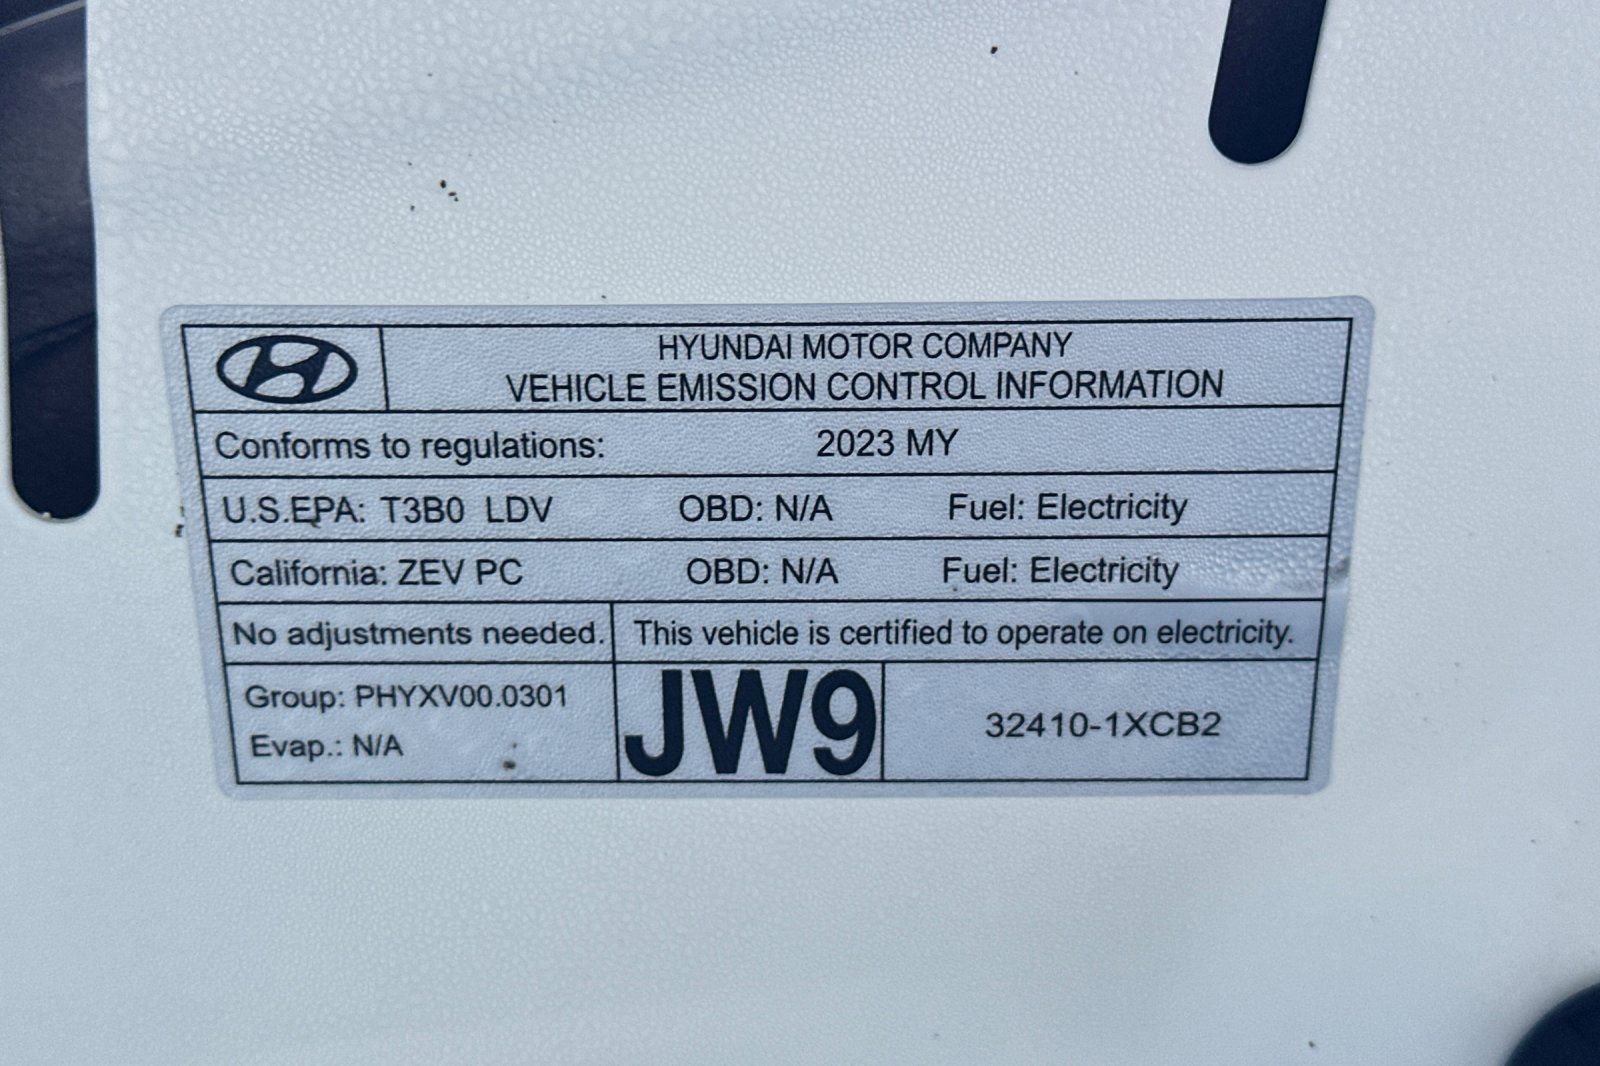 HYUNDAI MOTOR COMPANY
VEHICLE EMISSION CONTROL INFORMATION
Conforms to regulations: 2023 MY
U.S.EPA: T3B0 LDV OBD: N/A Fuel: Electricity
California: ZEV PC OBD: N/A Fuel: Electricity
No adjustments needed. This vehicle is certified to operate on electricity.
Group: PHYXV00.0301
Evap.: N/A
JW9
32410-1XCB2